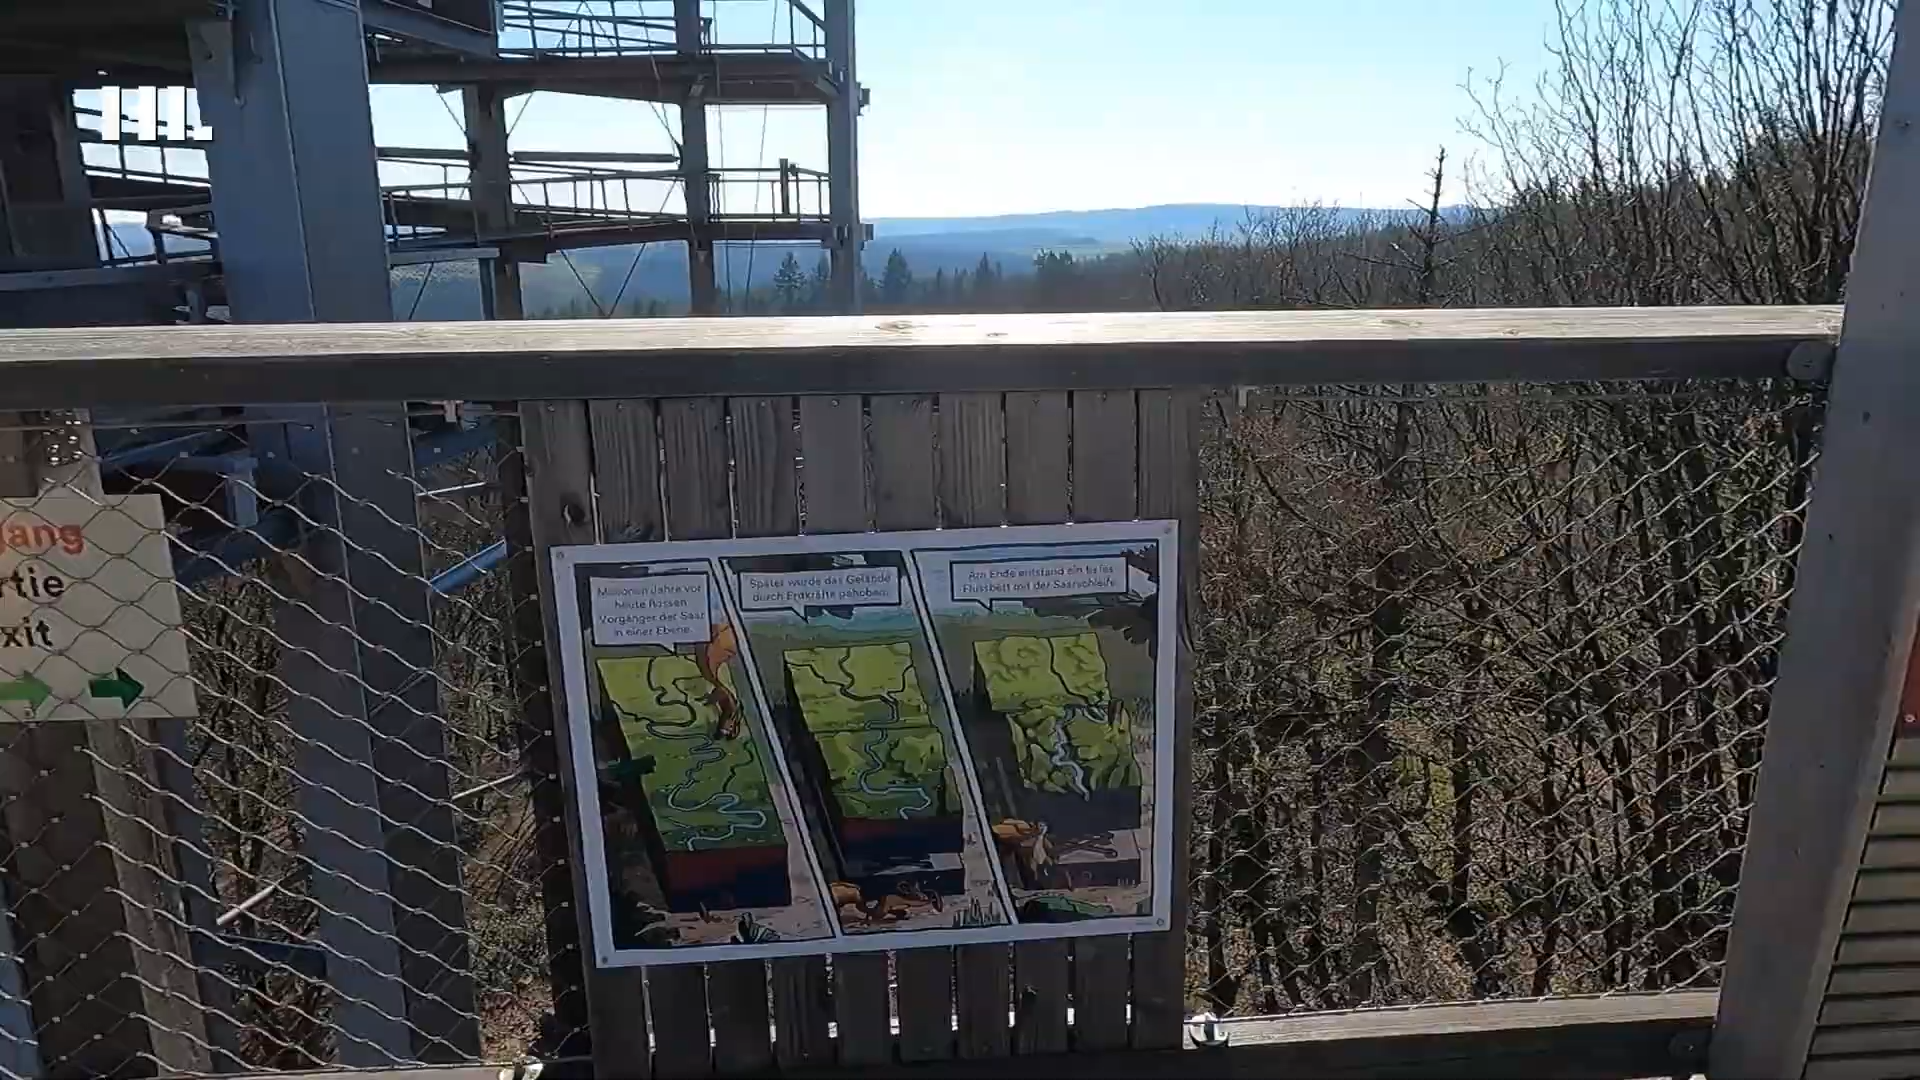 HL
gang
rtie
xit
Millionen Jahre vor
heute flossen
Vorgänger der Saar
in einer Ebene.
Später wurde das Gelände
durch Erdkräfte gehoben.
Am Ende entstand ein tiefes
Flussbett mit der Saarschleife.